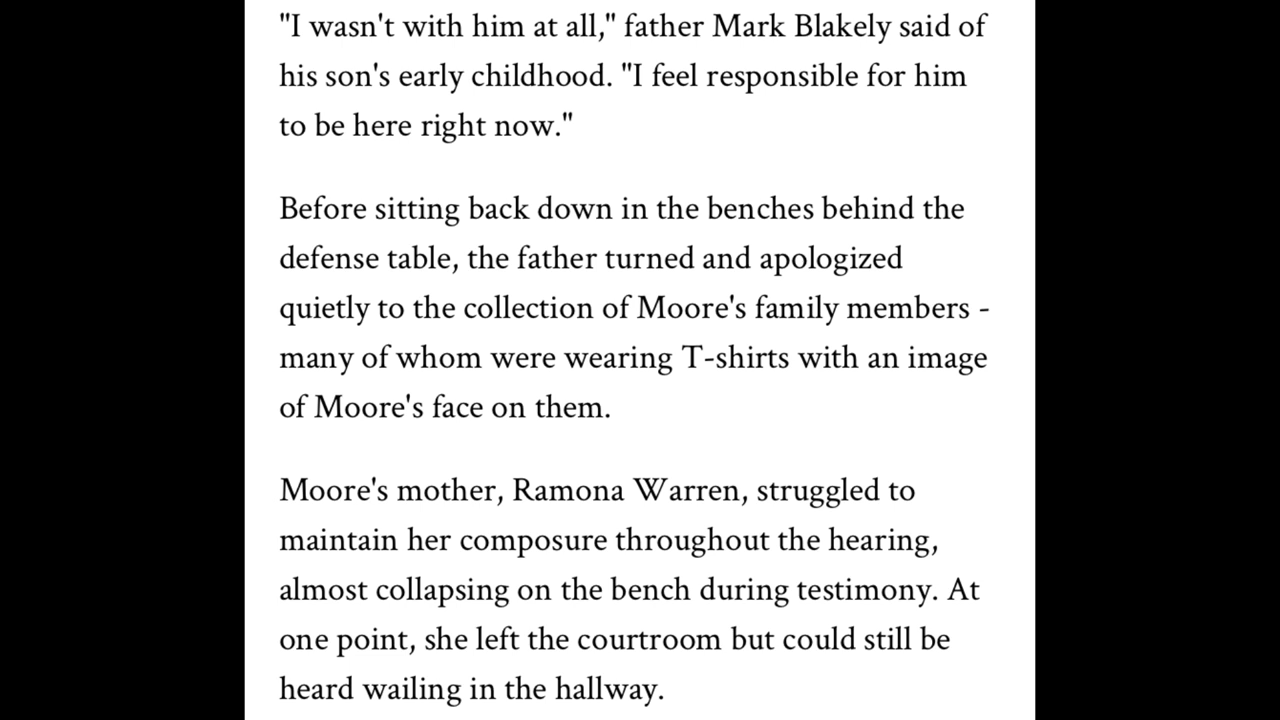 "I wasn't with him at all," father Mark Blakely said of
his son's early childhood. "I feel responsible for him
to be here right now."
Before sitting back down in the benches behind the
defense table, the father turned and apologized
quietly to the collection of Moore's family members -
many of whom were wearing T-shirts with an image
of Moore's face on them.
Moore's mother, Ramona Warren, struggled to
maintain her composure throughout the hearing,
almost collapsing on the bench during testimony. At
one point, she left the courtroom but could still be
heard wailing in the hallway.